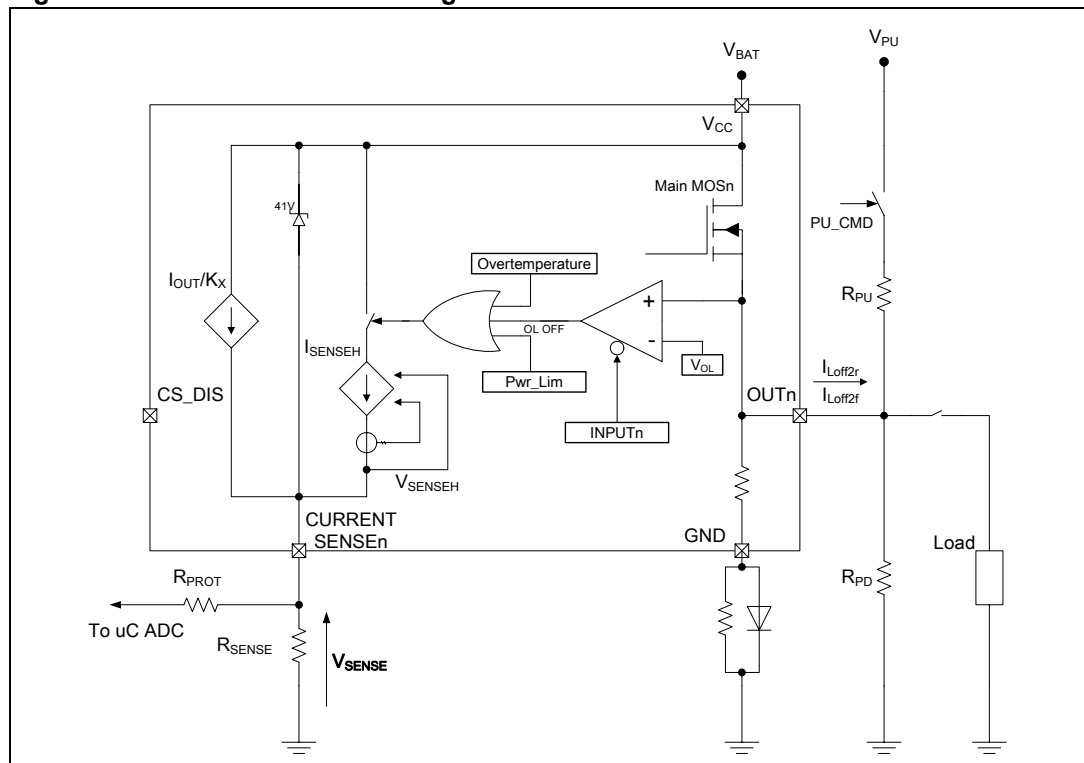 V_BAT
V_PU
V_CC
Main MOSn
41V
PU_CMD
Overtemperature
R_PU
I_OUT/K_X
+
OL OFF
-
I_SENSEH
V_OL
Pwr_Lim
I_Loff2r
CS_DIS
OUTn
I_Loff2f
INPUTn
V_SENSEH
CURRENT
SENSEn
GND
Load
R_PROT
R_PD
To uC ADC
R_SENSE
V_SENSE